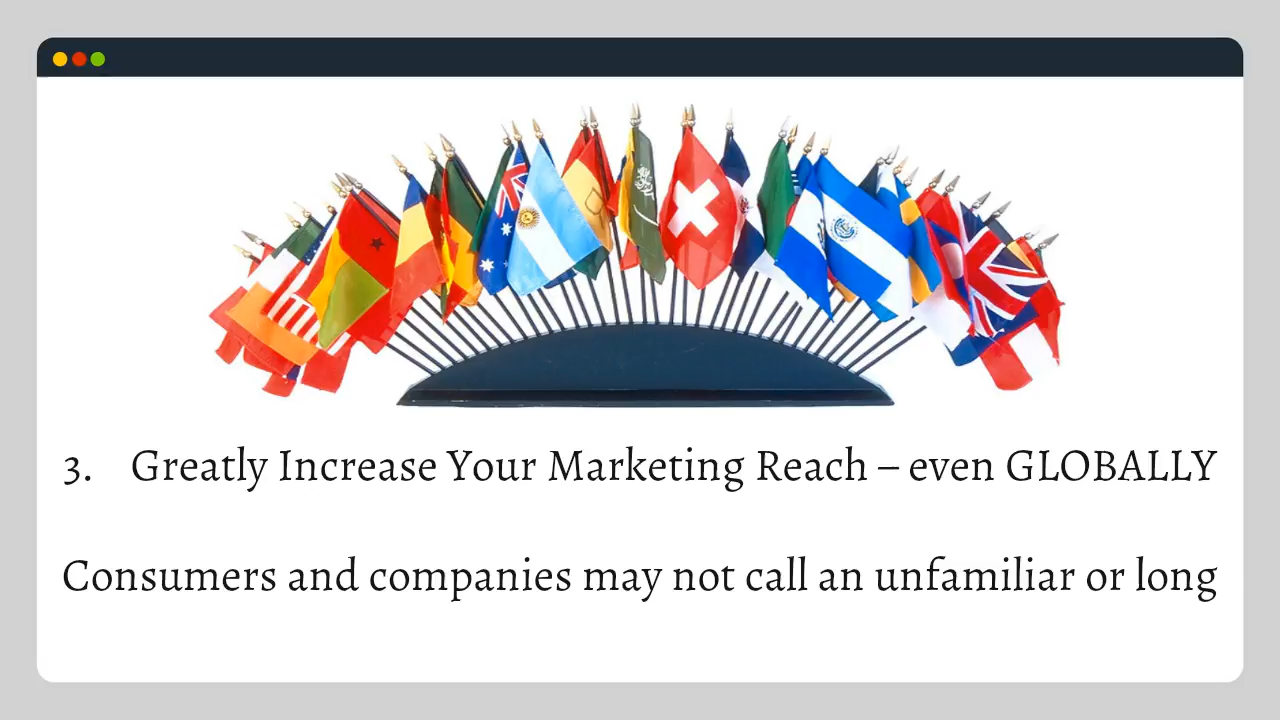 3. Greatly Increase Your Marketing Reach – even GLOBALLY
Consumers and companies may not call an unfamiliar or long